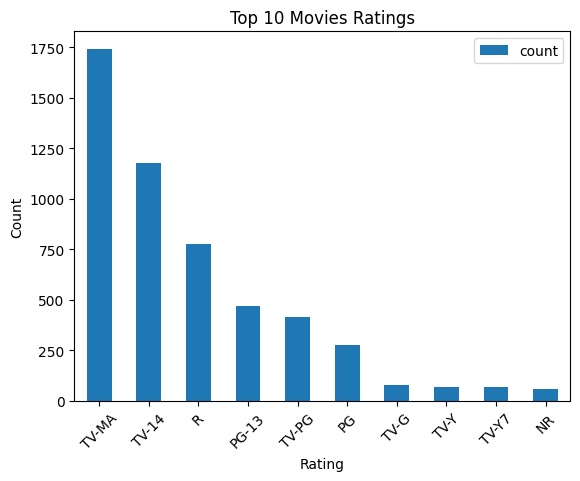 Top 10 Movies Ratings
count
Count
1750
1500
1250
1000
750
500
250
0
TV-MA
TV-14
R
PG-13
TV-PG
PG
TV-G
TV-Y
TV-Y7
NR
Rating